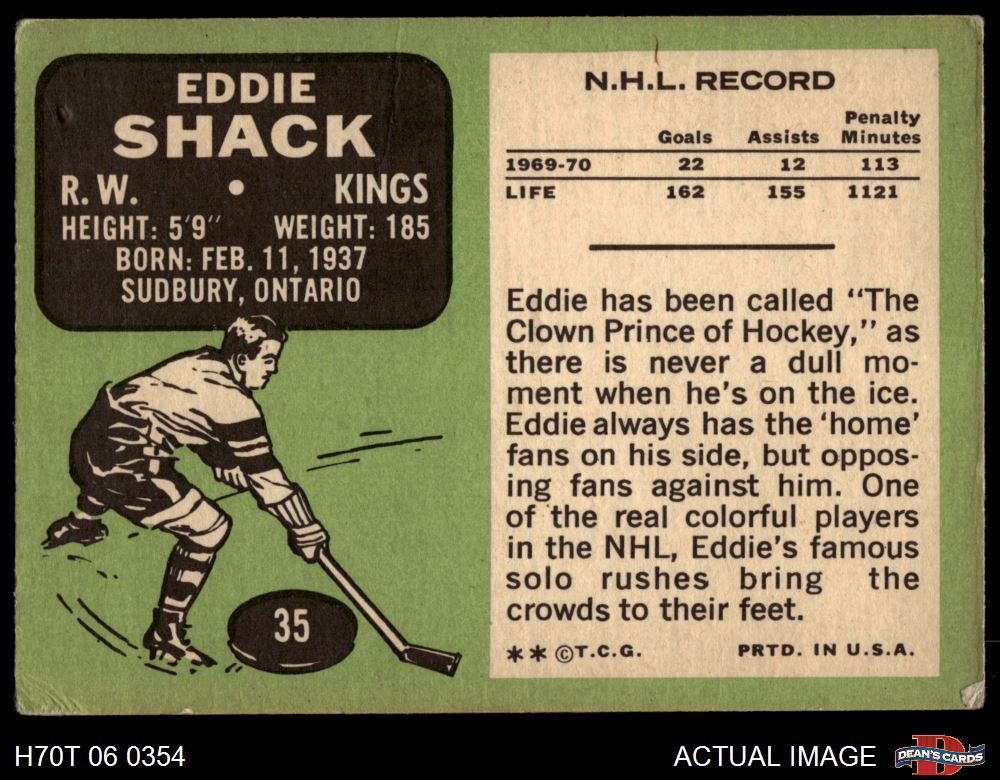 EDDIE
SHACK
R.W. • KINGS
HEIGHT: 5'9" WEIGHT: 185
BORN: FEB. 11, 1937
SUDBURY, ONTARIO
35
N.H.L. RECORD
Goals Assists Penalty Minutes
1969-70 22 12 113
LIFE 162 155 1121
Eddie has been called "The
Clown Prince of Hockey," as
there is never a dull mo-
ment when he's on the ice.
Eddie always has the 'home'
fans on his side, but oppos-
ing fans against him. One
of the real colorful players
in the NHL, Eddie's famous
solo rushes bring the
crowds to their feet.
** ©T.C.G. PRTD. IN U.S.A.
H70T 06 0354 ACTUAL IMAGE
D
DEAN'S CARDS